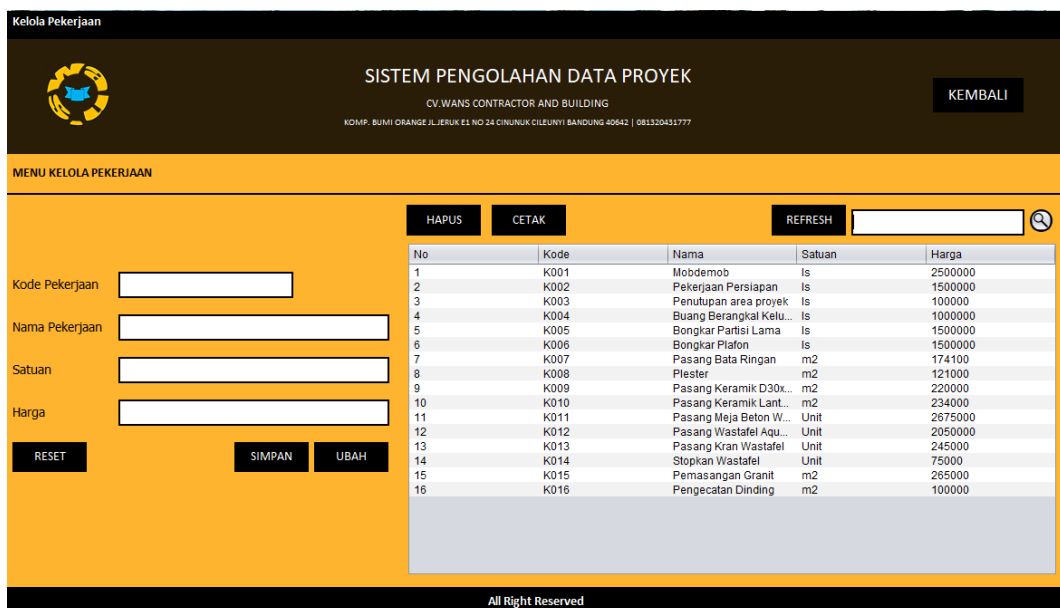 Kelola Pekerjaan
SISTEM PENGOLAHAN DATA PROYEK
CV.WANS CONTRACTOR AND BUILDING
KOMP. BUMI ORANGE JL.JERUK E1 NO 24 CINUNUK CILEUNYI BANDUNG 40642 | 081320431777
KEMBALI
MENU KELOLA PEKERJAAN
HAPUS CETAK REFRESH
Kode Pekerjaan
Nama Pekerjaan
Satuan
Harga
RESET SIMPAN UBAH
No Kode Nama Satuan Harga
1 K001 Mobdemob ls 2500000
2 K002 Pekerjaan Persiapan ls 1500000
3 K003 Penutupan area proyek ls 100000
4 K004 Buang Berangkal Kelu... ls 1000000
5 K005 Bongkar Partisi Lama ls 1500000
6 K006 Bongkar Plafon ls 1500000
7 K007 Pasang Bata Ringan m2 174100
8 K008 Plester m2 121000
9 K009 Pasang Keramik D30x... m2 220000
10 K010 Pasang Keramik Lant... m2 234000
11 K011 Pasang Meja Beton W... Unit 2675000
12 K012 Pasang Wastafel Aqu... Unit 2050000
13 K013 Pasang Kran Wastafel Unit 245000
14 K014 Stopkan Wastafel Unit 75000
15 K015 Pemasangan Granit m2 265000
16 K016 Pengecatan Dinding m2 100000
All Right Reserved